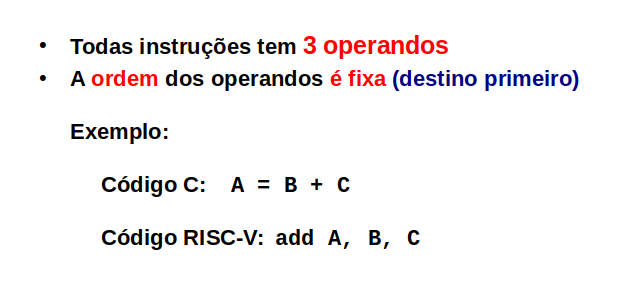 • Todas instruções tem 3 operandos
• A ordem dos operandos é fixa (destino primeiro)
Exemplo:
Código C: A = B + C
Código RISC-V: add A, B, C